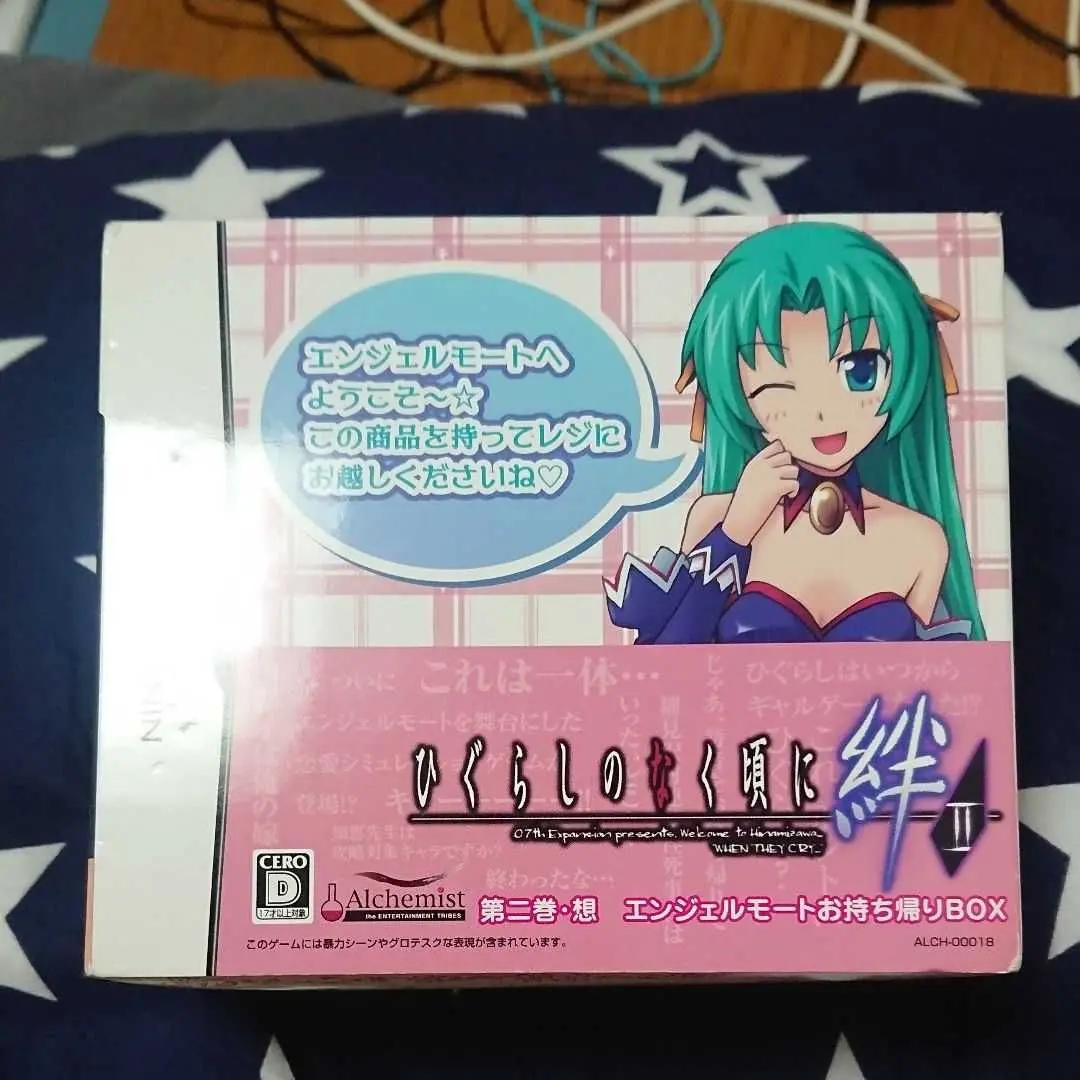 エンジェルモートへ
ようこそ～☆
この商品を持ってレジに
お越しくださいね♡
ついに これは一体…
ひぐらしはいつから
エンジェルモートを舞台にした
恋愛シミュレーションゲームが
登場!?
攻略対象キャラですか?
終わったな…
ひぐらしのなく頃に 絆
II
07th Expansion presents. Welcome to Hinamizawa...
"WHEN THEY CRY..."
CERO
D
17才以上対象
Alchemist
the ENTERTAINMENT TRIBES
第二巻・想 エンジェルモートお持ち帰りBOX
このゲームには暴力シーンやグロテスクな表現が含まれています。
ALCH-00018